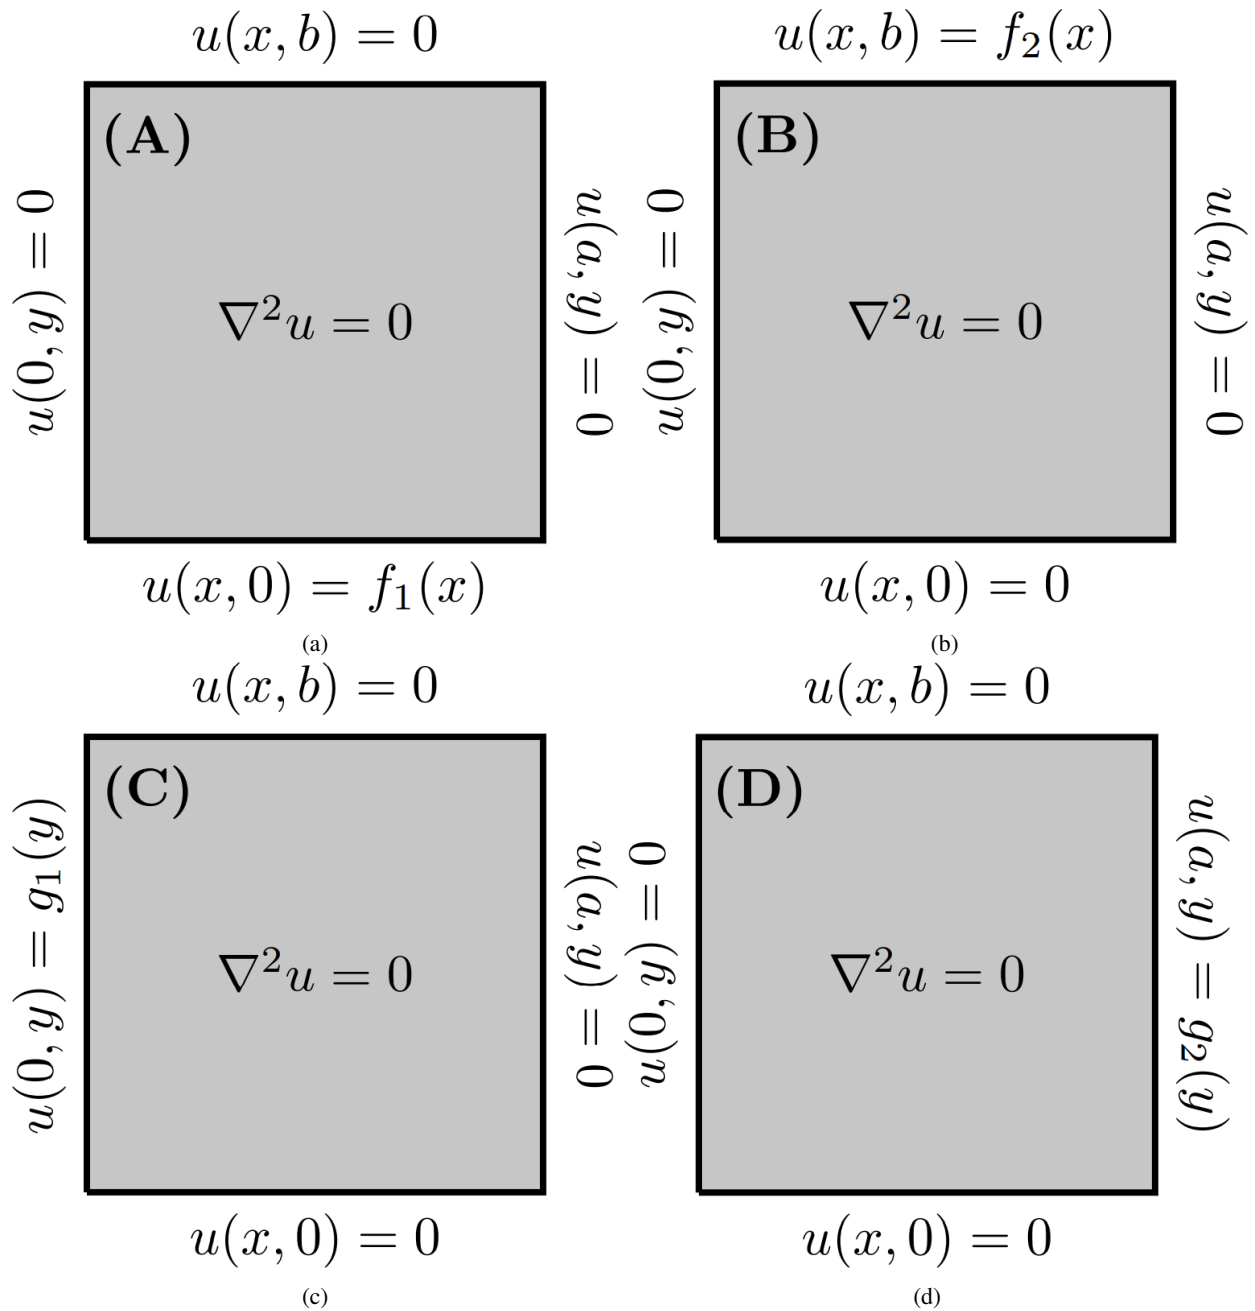 u(x, b) = 0
(A)
u(0, y) = 0
∇²u = 0
u(a, y) = 0
u(x, 0) = f₁(x)
(a)
u(x, b) = f₂(x)
(B)
u(0, y) = 0
∇²u = 0
u(a, y) = 0
u(x, 0) = 0
(b)
u(x, b) = 0
(C)
u(0, y) = g₁(y)
∇²u = 0
u(a, y) = 0
u(x, 0) = 0
(c)
u(x, b) = 0
(D)
u(0, y) = 0
∇²u = 0
u(a, y) = g₂(y)
u(x, 0) = 0
(d)